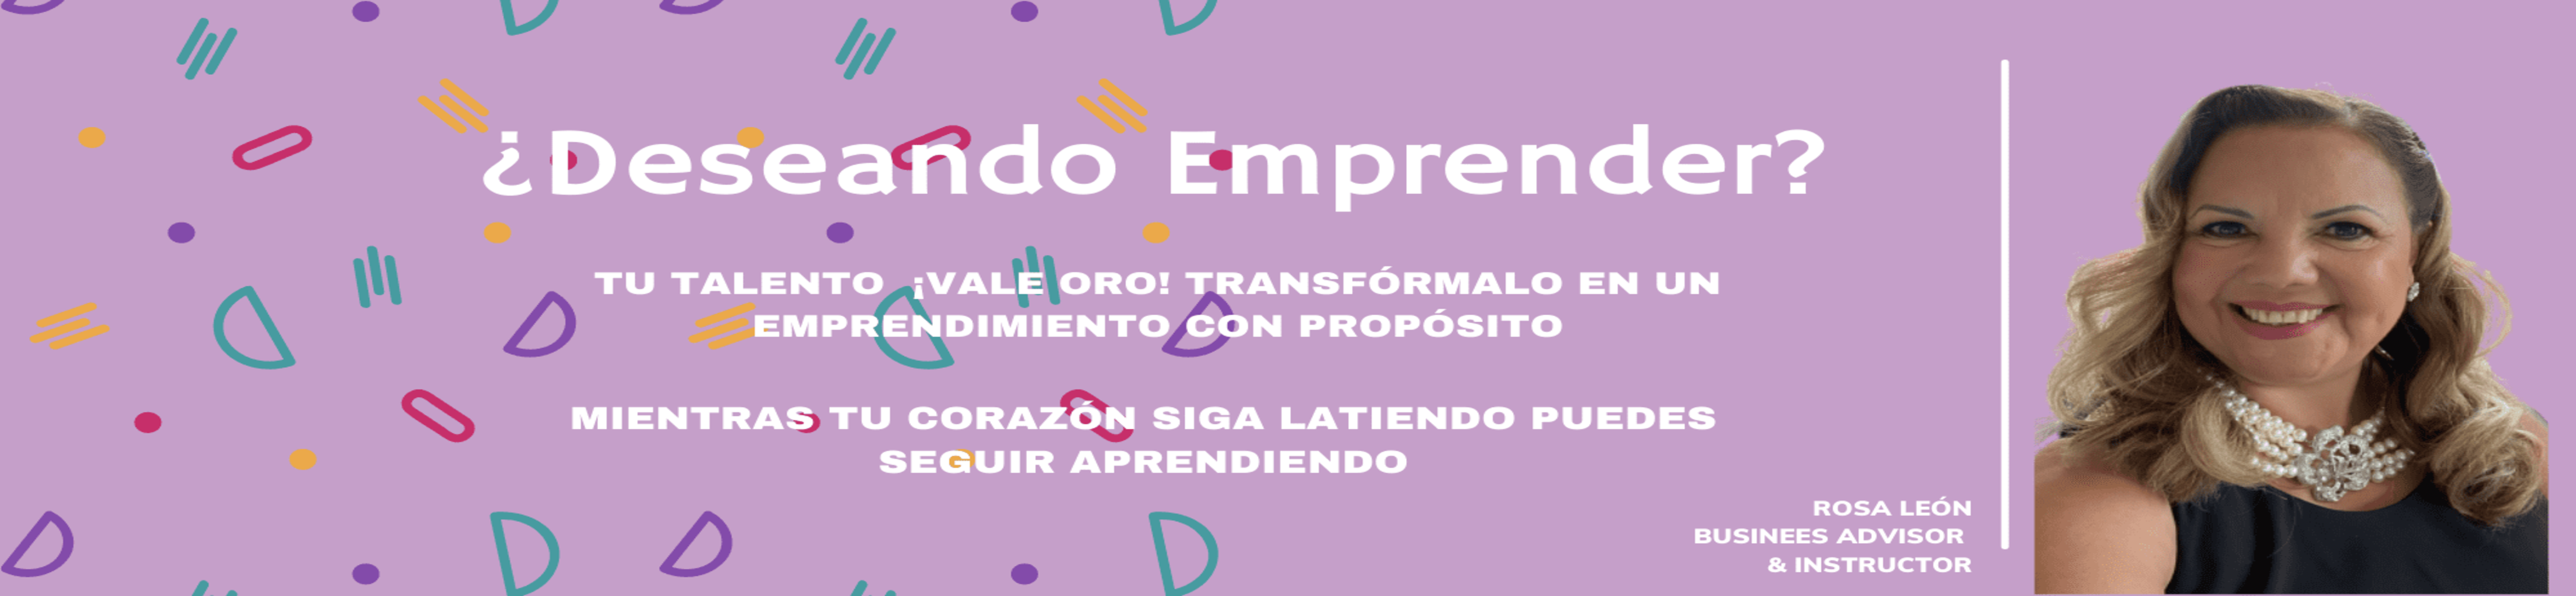 ¿Deseando Emprender?
TU TALENTO ¡VALE ORO! TRANSFÓRMALO EN UN
EMPRENDIMIENTO CON PROPÓSITO
MIENTRAS TU CORAZÓN SIGA LATIENDO PUEDES
SEGUIR APRENDIENDO
ROSA LEÓN
BUSINEES ADVISOR
& INSTRUCTOR